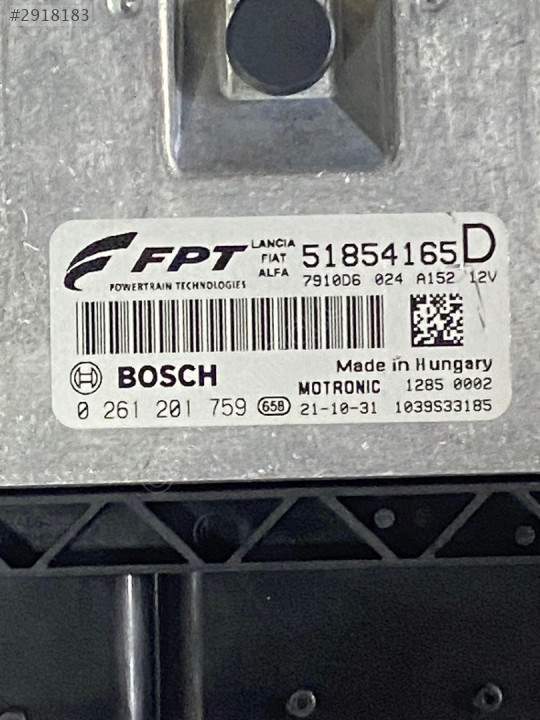 #2918183
FPT
POWERTRAIN TECHNOLOGIES
LANCIA
FIAT
ALFA
51854165 D
7910D6 024 A152 12V
BOSCH
Made in Hungary
MOTRONIC 1285 0002
0 261 201 759 658 21-10-31 1039S33185